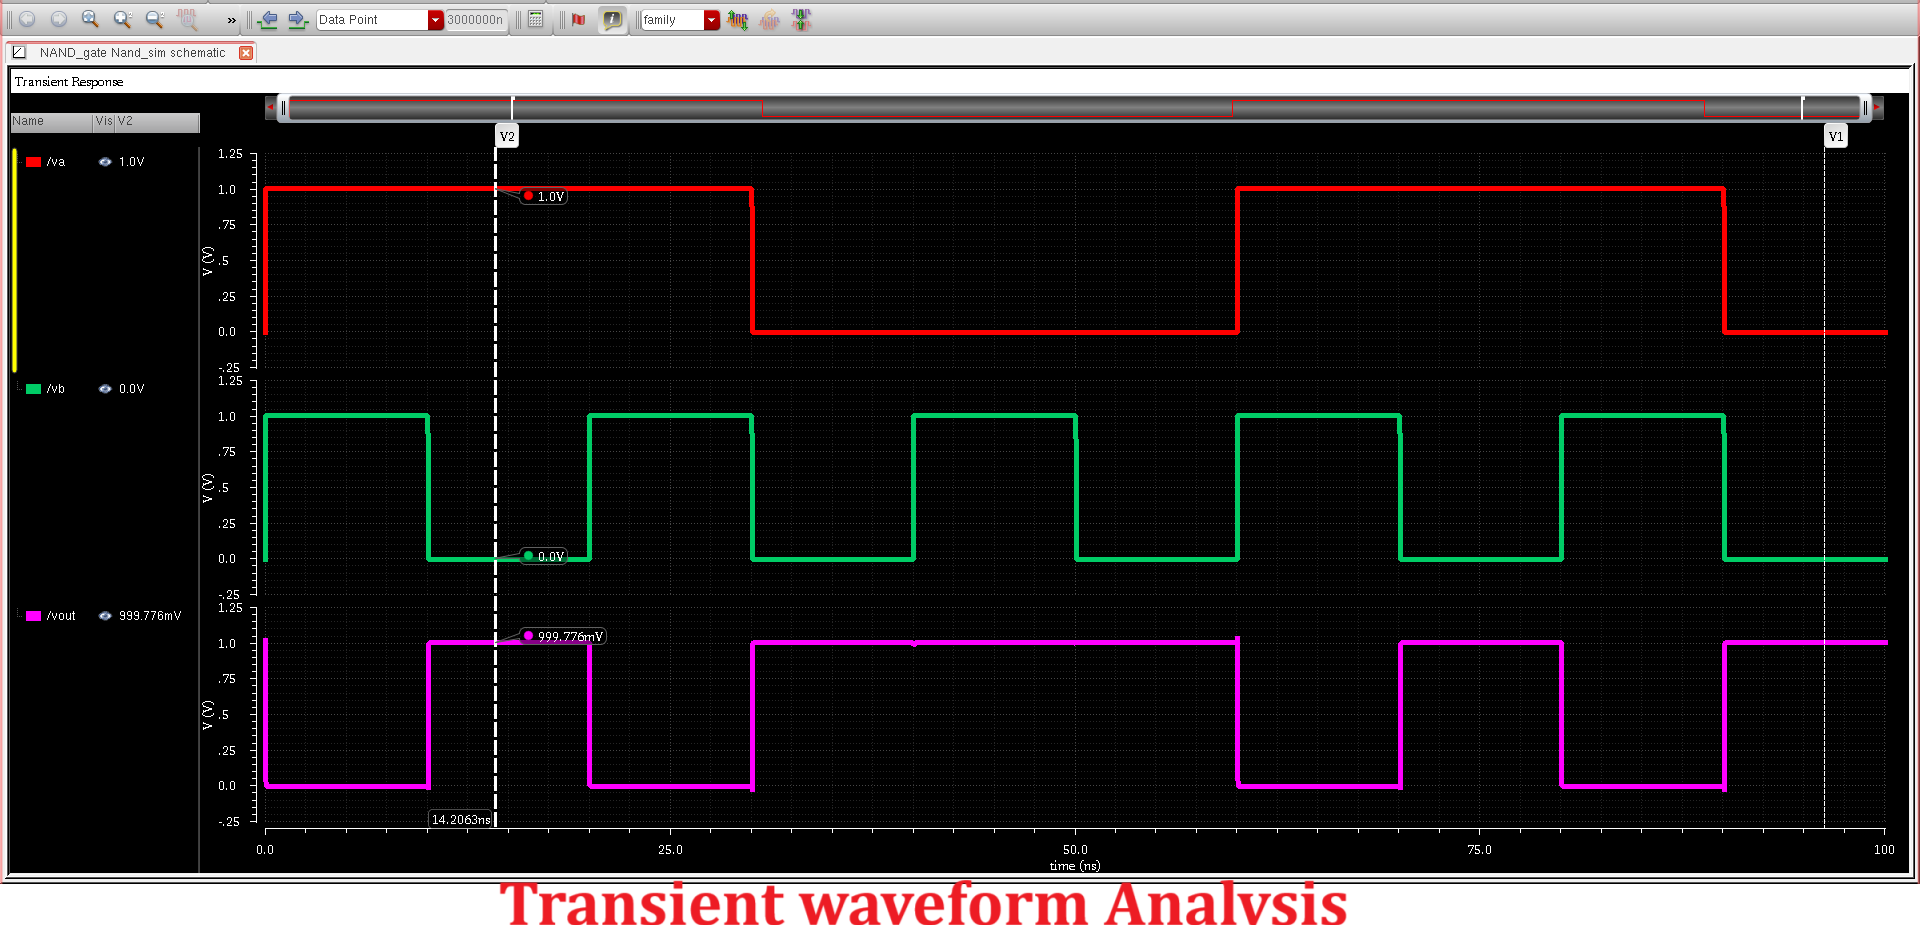 » Data Point 3000000n family
NAND_gate Nand_sim schematic
Transient Response
Name Vis V2
V2 V1
/va 1.0V
1.25
1.0
.75
.5
.25
0.0
-.25
V (V)
1.0V
/vb 0.0V
1.25
1.0
.75
.5
.25
0.0
-.25
V (V)
0.0V
/vout 999.776mV
1.25
1.0
.75
.5
.25
0.0
-.25
V (V)
999.776mV
14.2063ns
0.0 25.0 50.0 75.0 100
time (ns)
Transient waveform Analysis